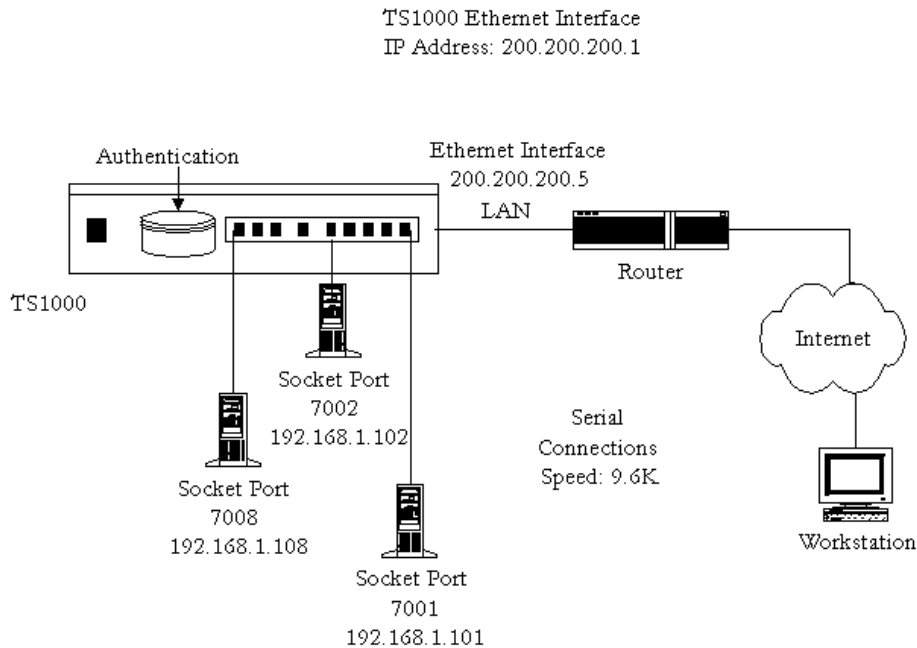 TS1000 Ethernet Interface
IP Address: 200.200.200.1
Authentication
Ethernet Interface
200.200.200.5
LAN
Router
TS1000
Internet
Socket Port
7002
192.168.1.102
Serial
Connections
Speed: 9.6K
Socket Port
7008
192.168.1.108
Workstation
Socket Port
7001
192.168.1.101